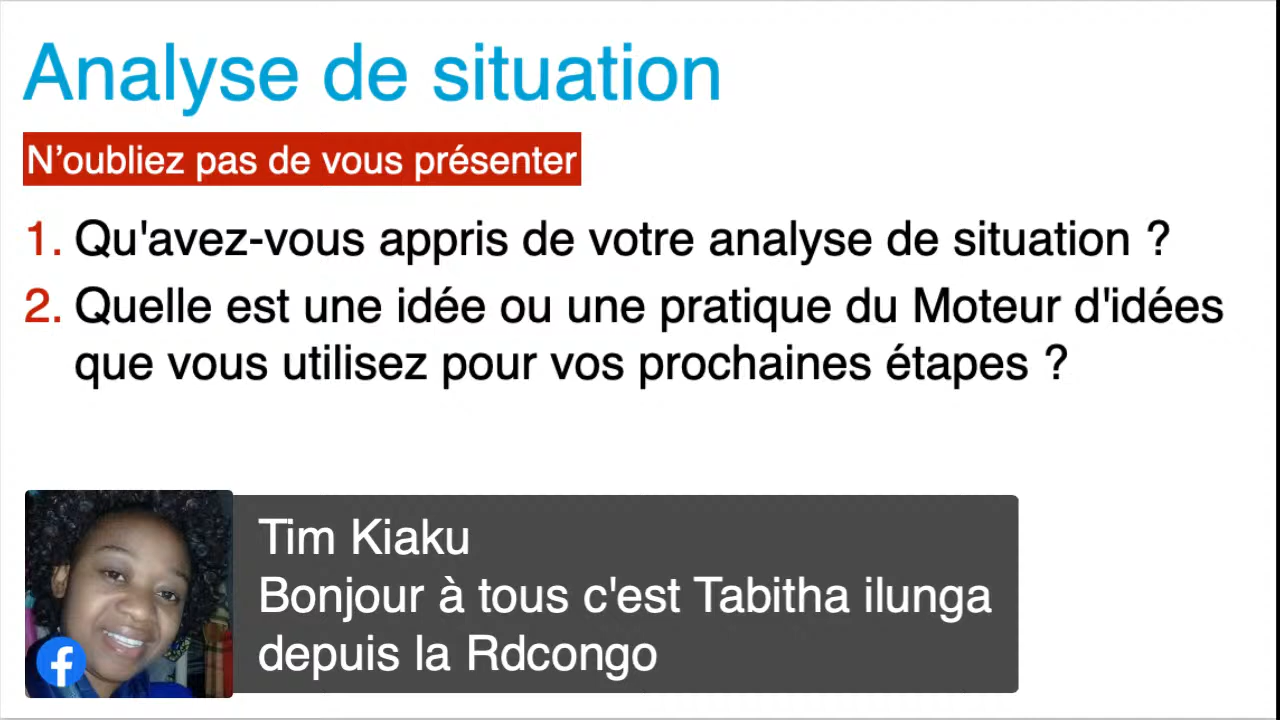 Analyse de situation
N’oubliez pas de vous présenter
1. Qu'avez-vous appris de votre analyse de situation ?
2. Quelle est une idée ou une pratique du Moteur d'idées
que vous utilisez pour vos prochaines étapes ?
Tim Kiaku
Bonjour à tous c'est Tabitha ilunga
depuis la Rdcongo